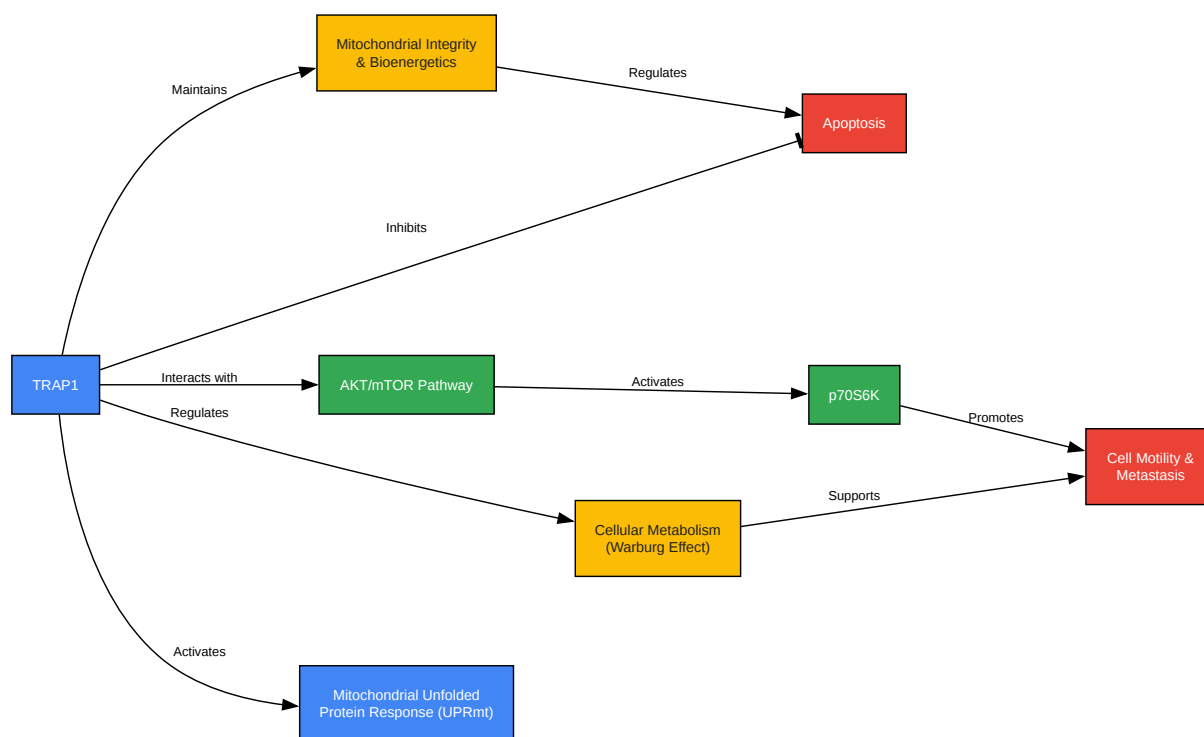 Mitochondrial Integrity
& Bioenergetics
Regulates
Maintains
Apoptosis
Inhibits
TRAP1
Interacts with
AKT/mTOR Pathway
Activates
p70S6K
Regulates
Promotes
Cell Motility &
Metastasis
Supports
Cellular Metabolism
(Warburg Effect)
Activates
Mitochondrial Unfolded
Protein Response (UPRmt)